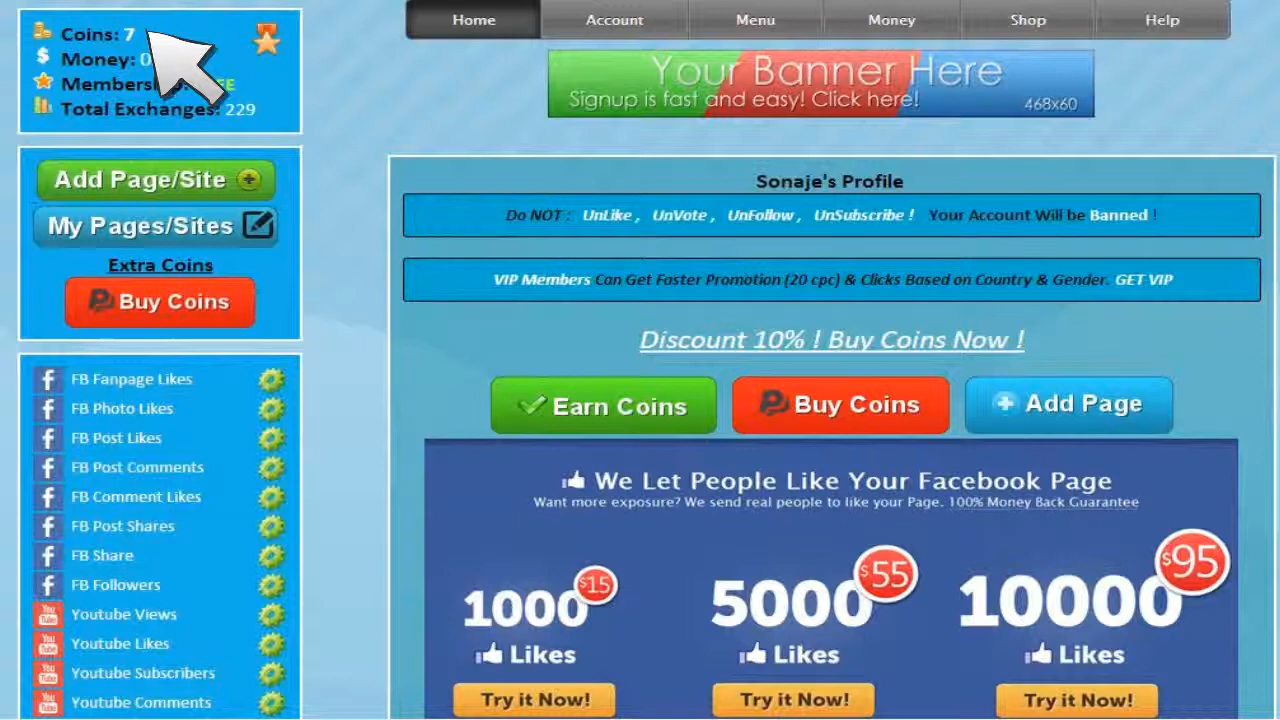 Coins: 7
Money: 0
Total Exchanges: 229
Add Page/Site
My Pages/Sites
Extra Coins
Buy Coins
FB Fanpage Likes
FB Photo Likes
FB Post Likes
FB Post Comments
FB Comment Likes
FB Post Shares
FB Share
FB Followers
Youtube Views
Youtube Likes
Youtube Subscribers
Youtube Comments
Home Account Menu Money Shop Help
Your Banner Here
Signup is fast and easy! Click here!
468x60
Sonaje's Profile
Do NOT : UnLike , UnVote , UnFollow , UnSubscribe ! Your Account Will be Banned !
VIP Members Can Get Faster Promotion (20 cpc) & Clicks Based on Country & Gender. GET VIP
Discount 10% ! Buy Coins Now !
Earn Coins Buy Coins Add Page
We Let People Like Your Facebook Page
Want more exposure? We send real people to like your Page. 100% Money Back Guarantee
1000 $15 5000 $55 10000 $95
Likes Likes Likes
Try it Now! Try it Now! Try it Now!